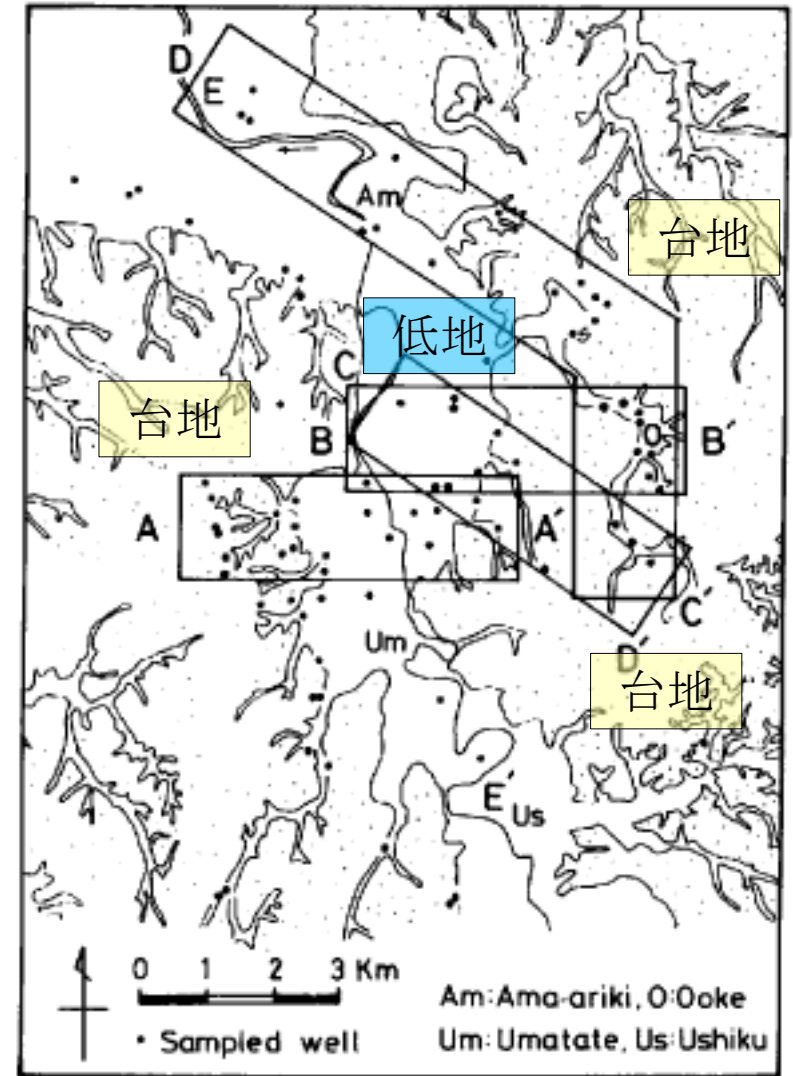 D
E
Am
台地
低地
C
台地
B
O
B´
A
A´
C´
Um
D´
台地
E´
Us
0 1 2 3 Km
Am:Ama-ariki, O:Ooke
• Sampled well
Um:Umatate, Us:Ushiku